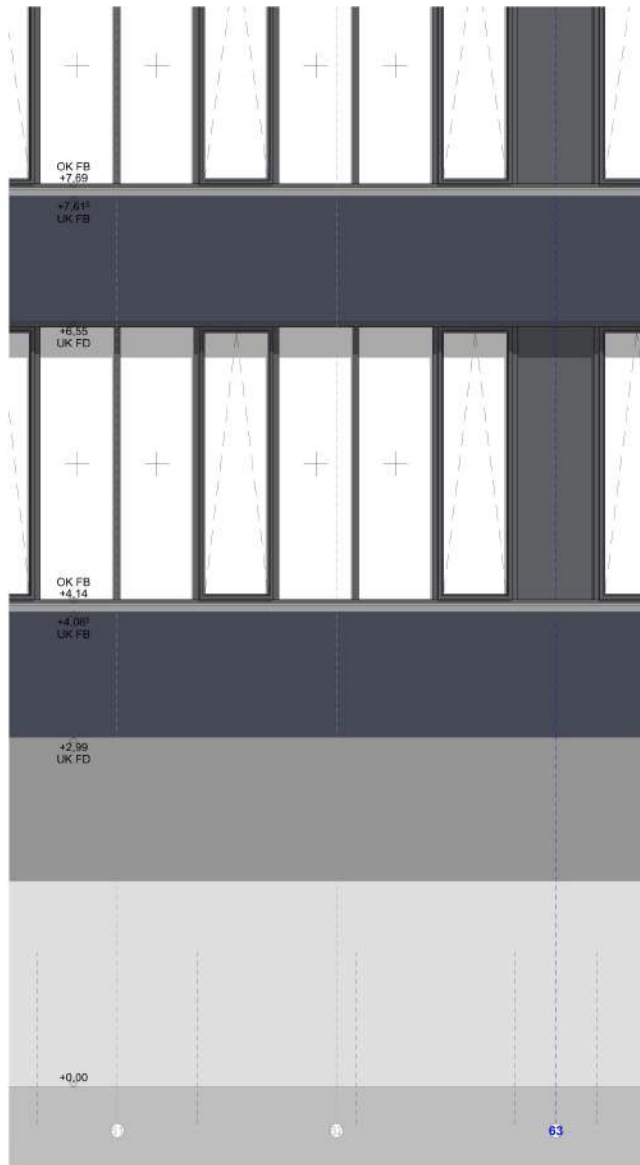 OK FB
+7,69
+7,61⁵
UK FB
+6,55
UK FD
OK FB
+4,14
+4,06⁵
UK FB
+2,99
UK FD
+0,00
63